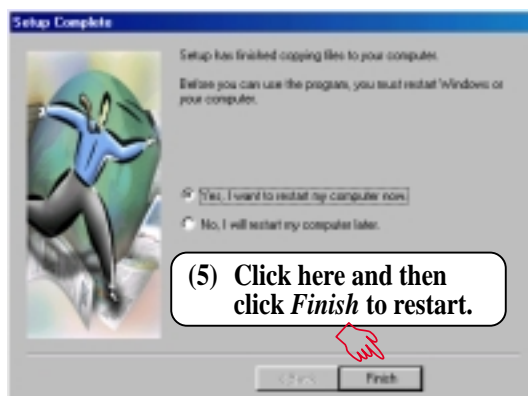 Setup Complete
Setup has finished copying files to your computer.
Before you can use the program, you must restart Windows or
your computer.
Yes, I want to restart my computer now.
No, I will restart my computer later.
(5) Click here and then
click Finish to restart.
< Back
Finish